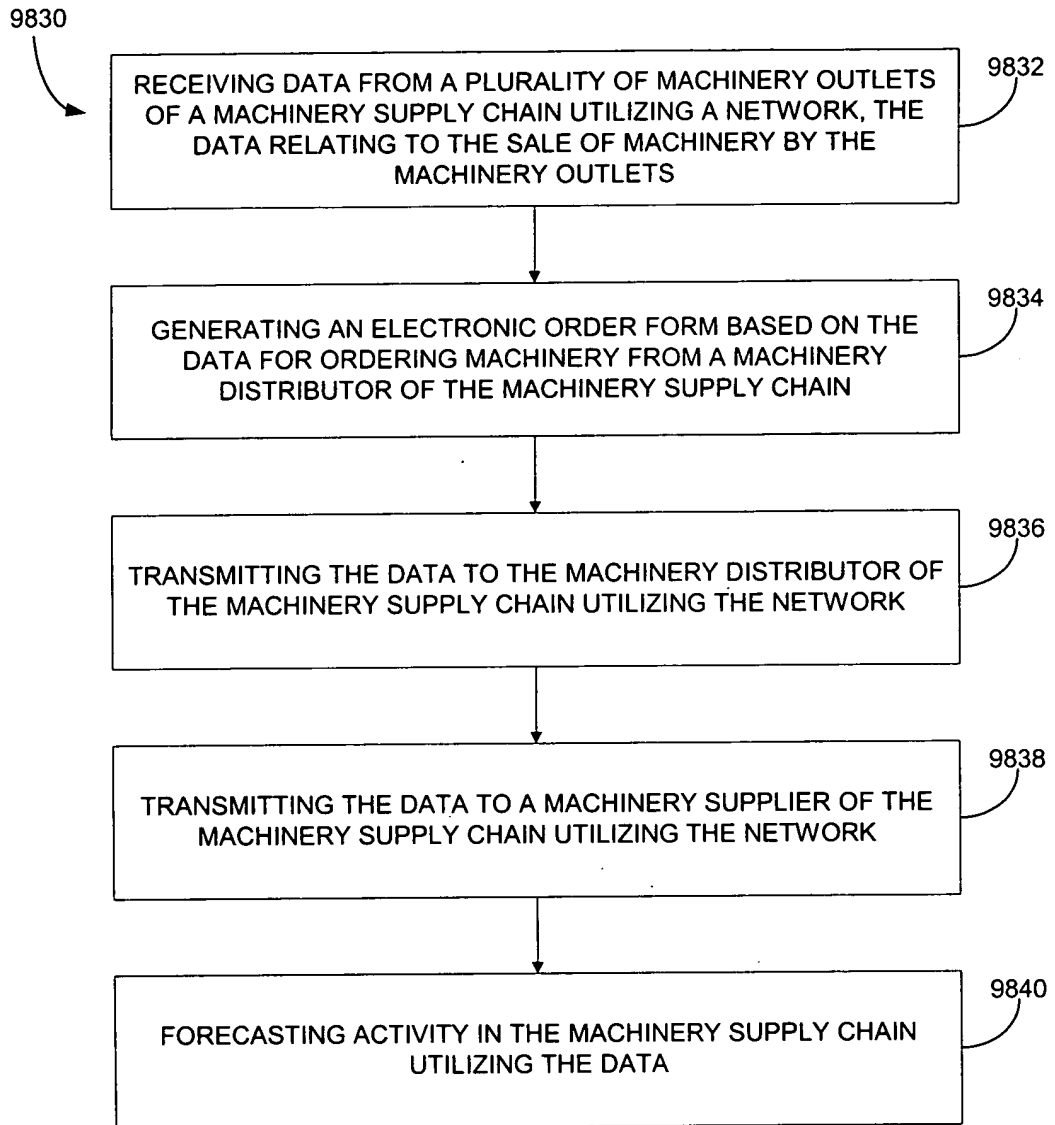 9830
RECEIVING DATA FROM A PLURALITY OF MACHINERY OUTLETS
OF A MACHINERY SUPPLY CHAIN UTILIZING A NETWORK, THE
DATA RELATING TO THE SALE OF MACHINERY BY THE
MACHINERY OUTLETS
9832
GENERATING AN ELECTRONIC ORDER FORM BASED ON THE
DATA FOR ORDERING MACHINERY FROM A MACHINERY
DISTRIBUTOR OF THE MACHINERY SUPPLY CHAIN
9834
TRANSMITTING THE DATA TO THE MACHINERY DISTRIBUTOR OF
THE MACHINERY SUPPLY CHAIN UTILIZING THE NETWORK
9836
TRANSMITTING THE DATA TO A MACHINERY SUPPLIER OF THE
MACHINERY SUPPLY CHAIN UTILIZING THE NETWORK
9838
FORECASTING ACTIVITY IN THE MACHINERY SUPPLY CHAIN
UTILIZING THE DATA
9840